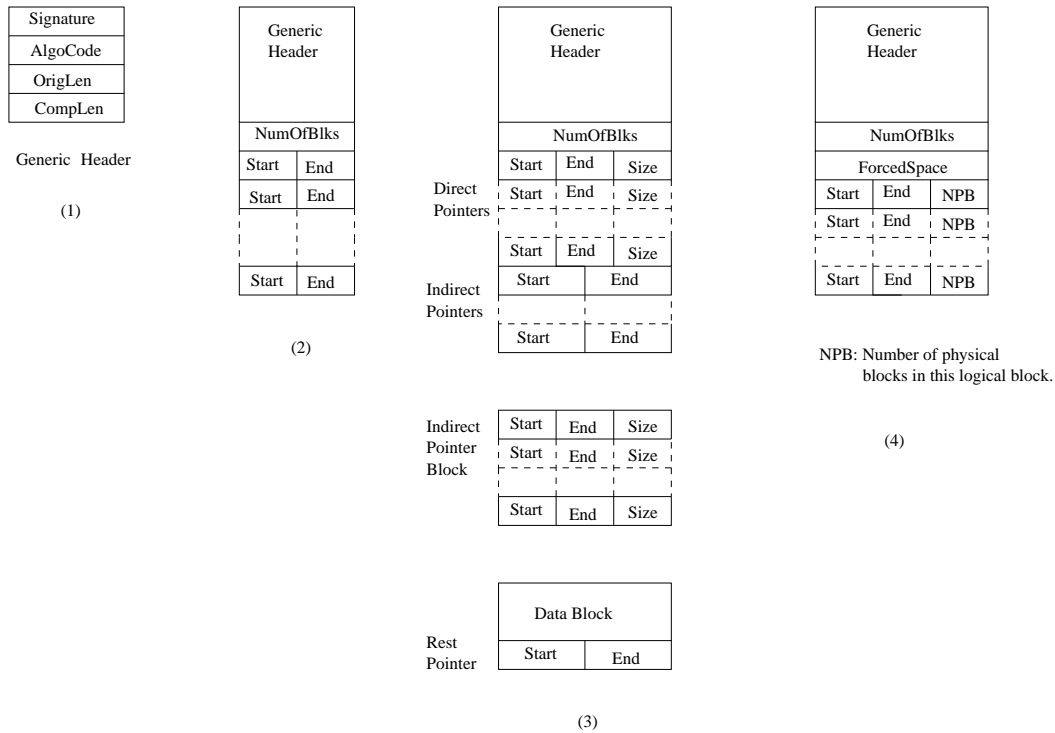 Signature
AlgoCode
OrigLen
CompLen
Generic Header
(1)
Generic
Header
NumOfBlks
Start End
Start End
Start End
(2)
Generic
Header
NumOfBlks
Start End Size
Direct
Pointers
Start End Size
Start End Size
Indirect
Pointers
Start End
Start End
Indirect
Pointer
Block
Start End Size
Start End Size
Start End Size
Data Block
Rest
Pointer
Start End
(3)
Generic
Header
NumOfBlks
ForcedSpace
Start End NPB
Start End NPB
Start End NPB
NPB: Number of physical
blocks in this logical block.
(4)